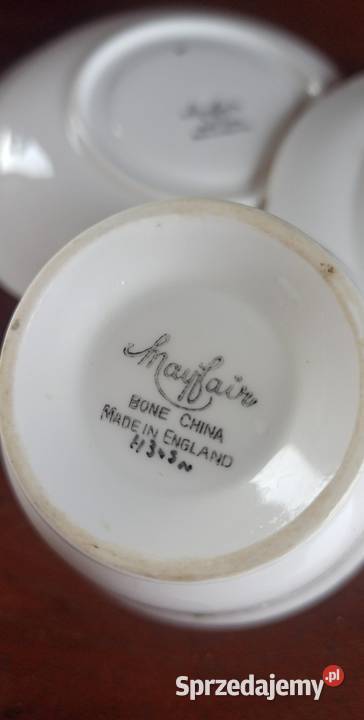 Mayfair
BONE CHINA
MADE IN ENGLAND
Sprzedajemy.pl